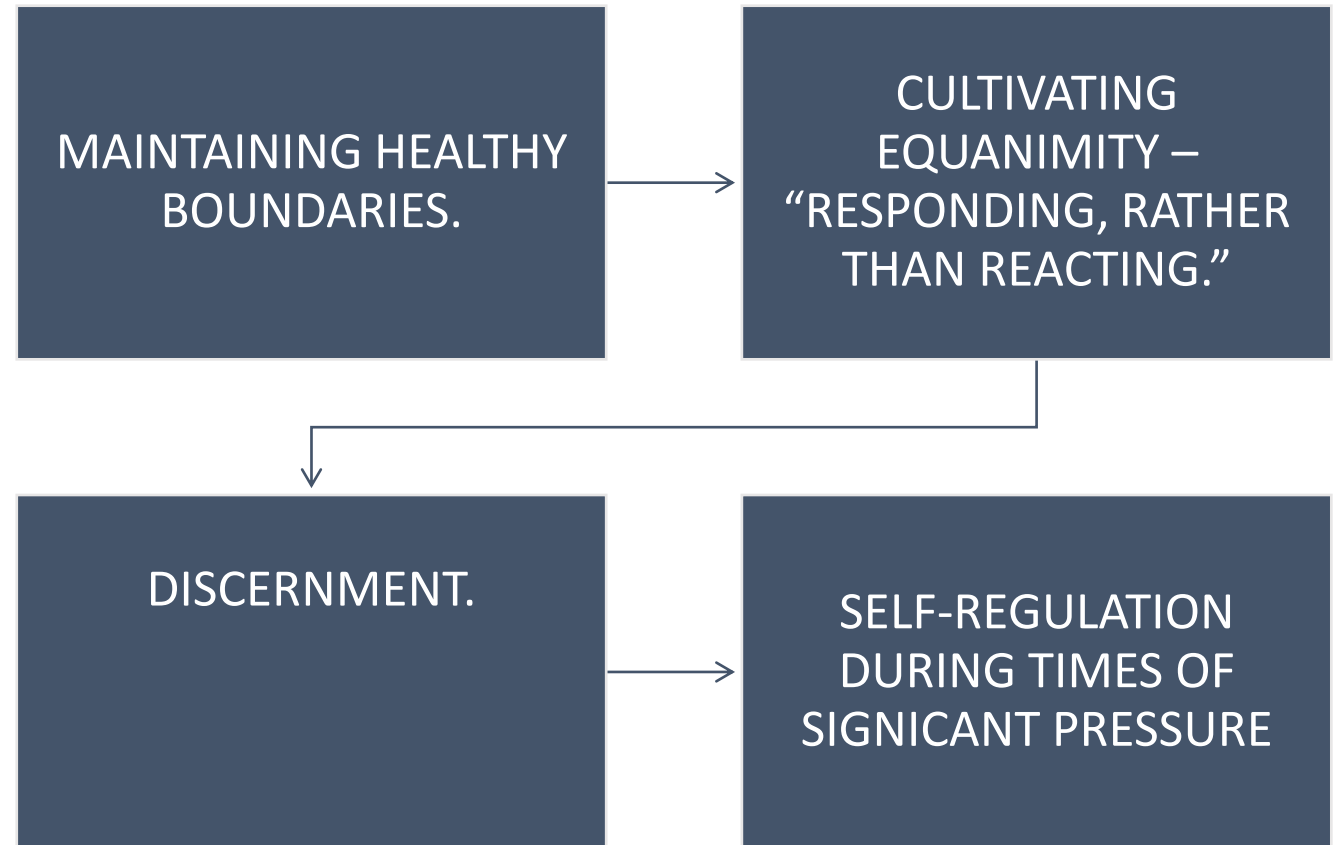 MAINTAINING HEALTHY
BOUNDARIES.
CULTIVATING
EQUANIMITY –
“RESPONDING, RATHER
THAN REACTING.”
DISCERNMENT.
SELF-REGULATION
DURING TIMES OF
SIGNICANT PRESSURE